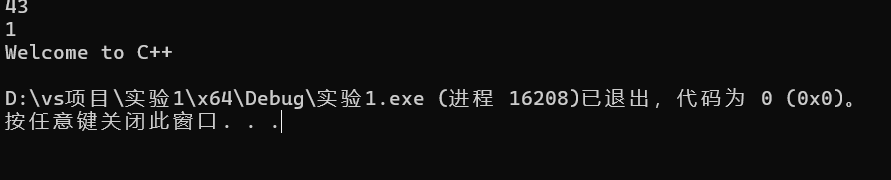 43
1
Welcome to C++
D:\vs项目\实验1\x64\Debug\实验1.exe (进程 16208)已退出，代码为 0 (0x0)。
按任意键关闭此窗口. . .